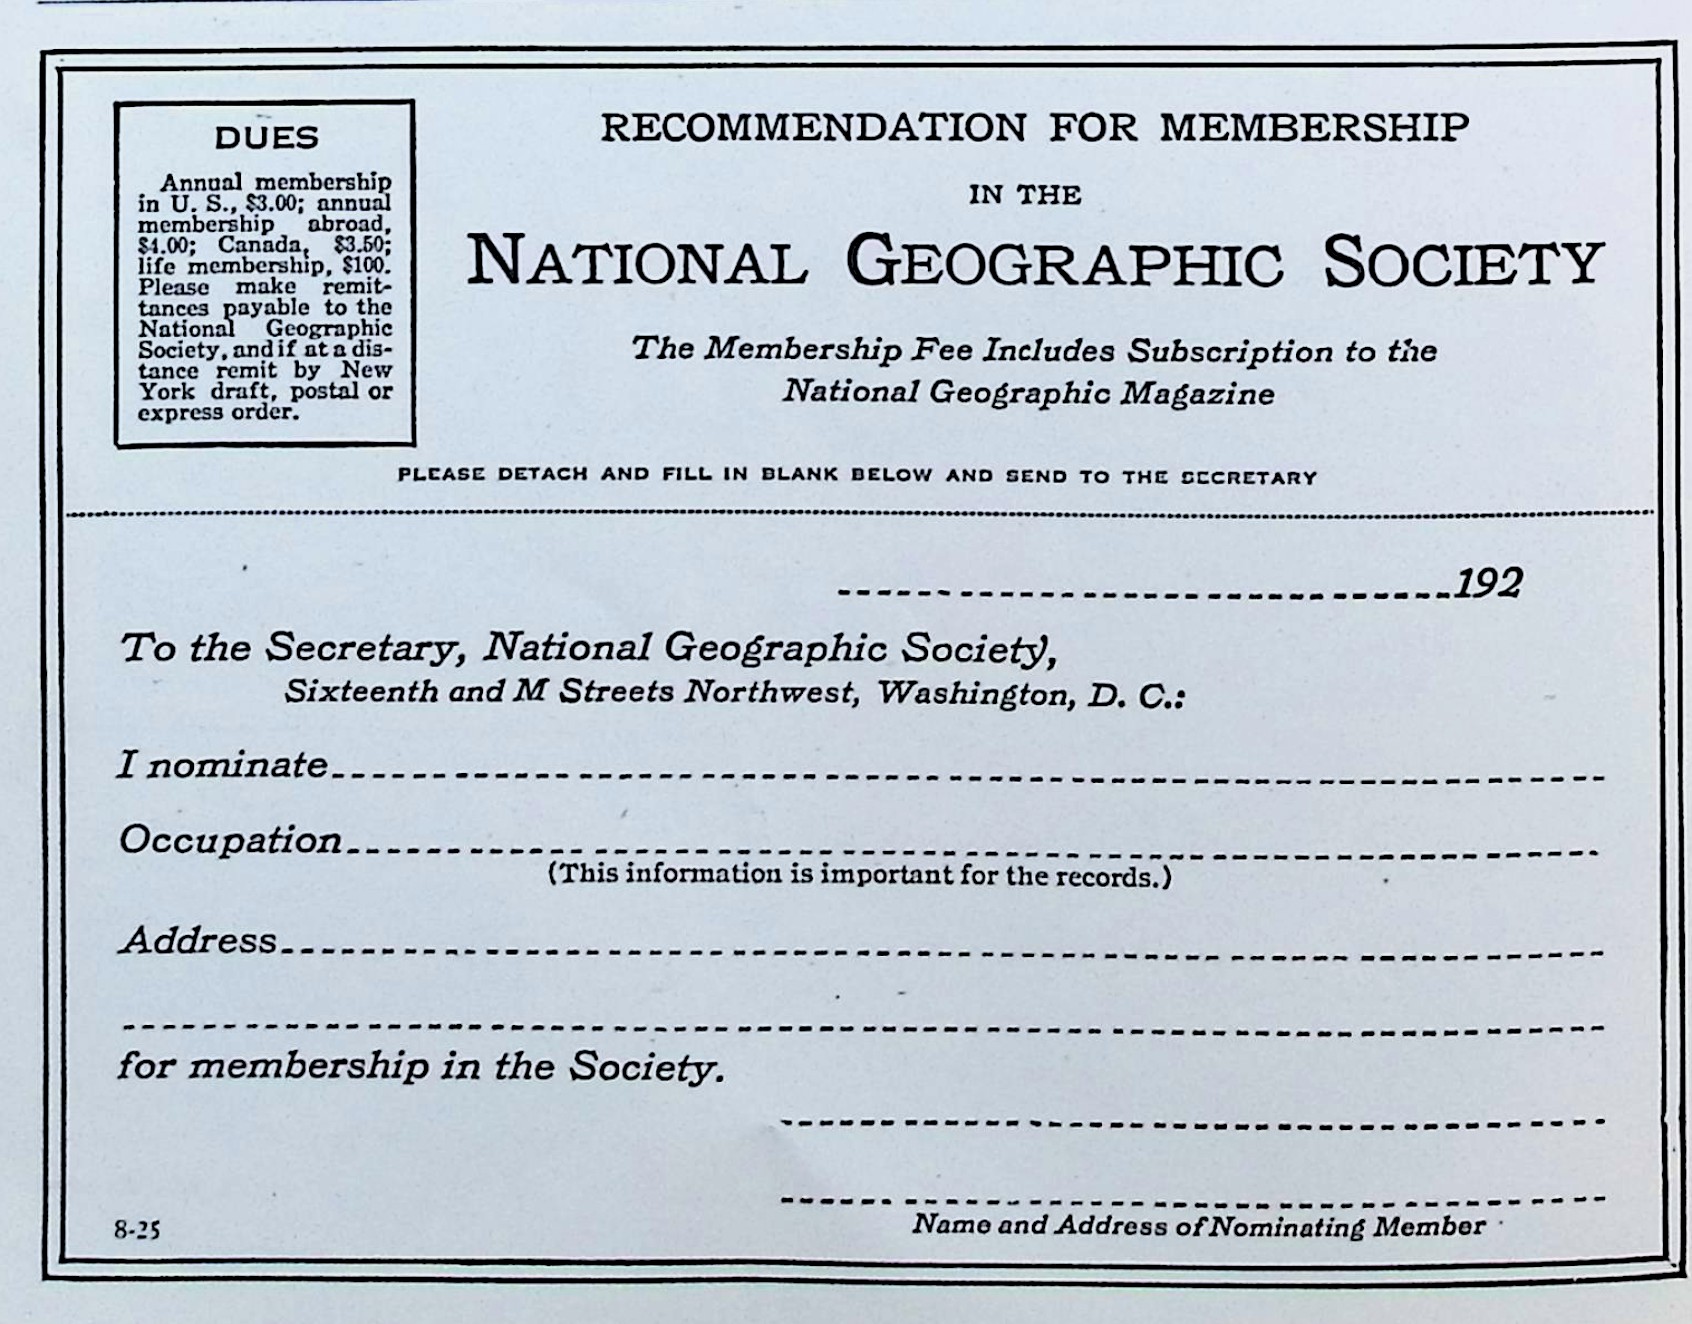 DUES
Annual membership
in U. S., $3.00; annual
membership abroad,
$4.00; Canada, $3.50;
life membership, $100.
Please make remit-
tances payable to the
National Geographic
Society, and if at a dis-
tance remit by New
York draft, postal or
express order.
RECOMMENDATION FOR MEMBERSHIP
IN THE
NATIONAL GEOGRAPHIC SOCIETY
The Membership Fee Includes Subscription to the
National Geographic Magazine
PLEASE DETACH AND FILL IN BLANK BELOW AND SEND TO THE SECRETARY
192
To the Secretary, National Geographic Society,
Sixteenth and M Streets Northwest, Washington, D. C.:
I nominate
Occupation
(This information is important for the records.)
Address
for membership in the Society.
Name and Address of Nominating Member
8-25